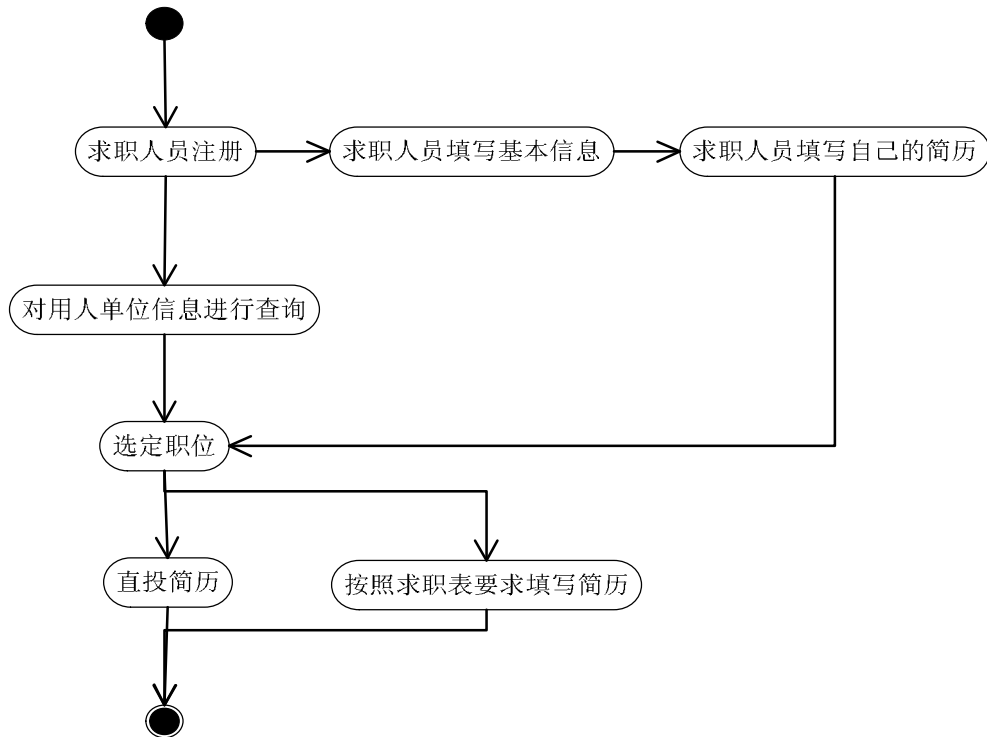 求职人员注册
求职人员填写基本信息
求职人员填写自己的简历
对用人单位信息进行查询
选定职位
直投简历
按照求职表要求填写简历